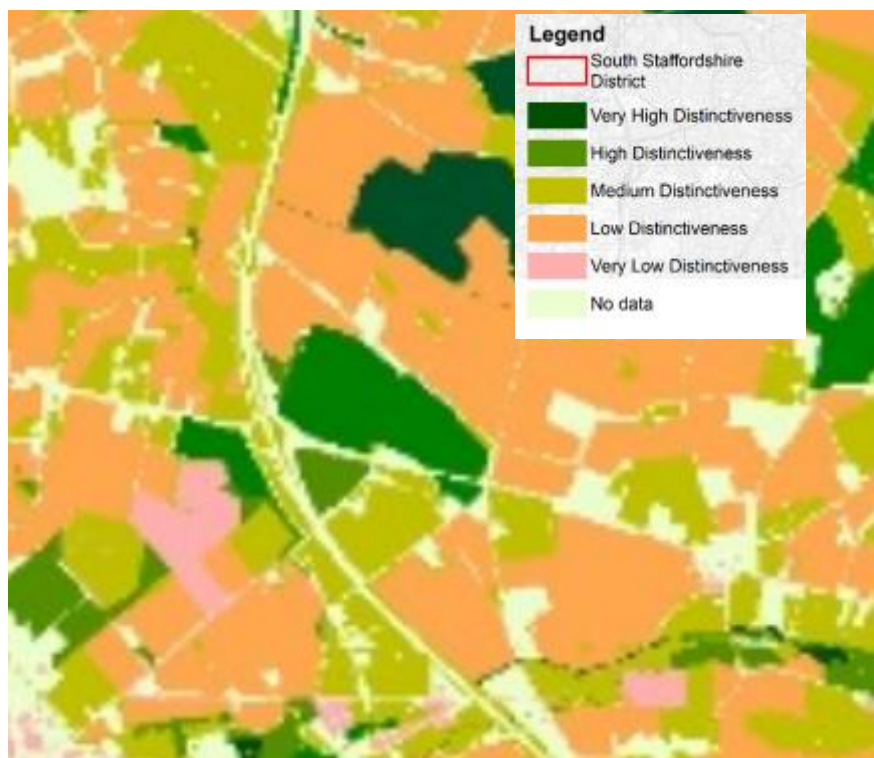 Legend
South Staffordshire
District
Very High Distinctiveness
High Distinctiveness
Medium Distinctiveness
Low Distinctiveness
Very Low Distinctiveness
No data